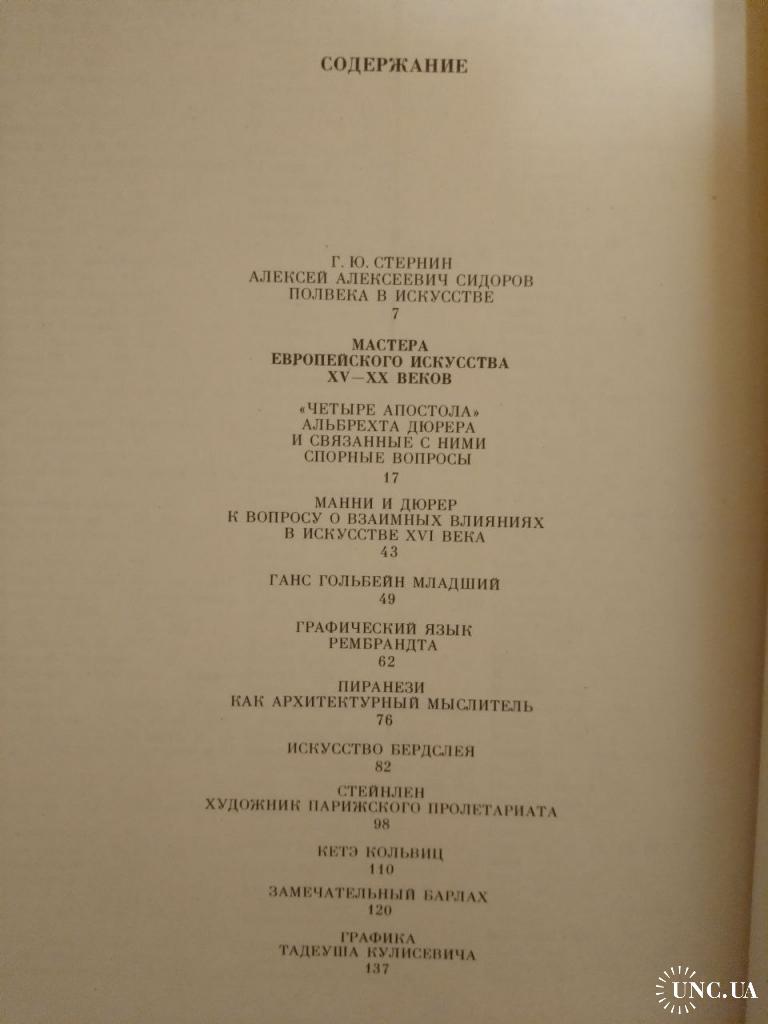 СОДЕРЖАНИЕ
Г. Ю. СТЕРНИН
АЛЕКСЕЙ АЛЕКСЕЕВИЧ СИДОРОВ
ПОЛВЕКА В ИСКУССТВЕ
7
МАСТЕРА
ЕВРОПЕЙСКОГО ИСКУССТВА
XV—XX ВЕКОВ
«ЧЕТЫРЕ АПОСТОЛА»
АЛЬБРЕХТА ДЮРЕРА
И СВЯЗАННЫЕ С НИМИ
СПОРНЫЕ ВОПРОСЫ
17
МАННИ И ДЮРЕР
К ВОПРОСУ О ВЗАИМНЫХ ВЛИЯНИЯХ
В ИСКУССТВЕ XVI ВЕКА
43
ГАНС ГОЛЬБЕЙН МЛАДШИЙ
49
ГРАФИЧЕСКИЙ ЯЗЫК
РЕМБРАНДТА
62
ПИРАНЕЗИ
КАК АРХИТЕКТУРНЫЙ МЫСЛИТЕЛЬ
76
ИСКУССТВО БЕРДСЛЕЯ
82
СТЕЙНЛЕН
ХУДОЖНИК ПАРИЖСКОГО ПРОЛЕТАРИАТА
98
КЕТЭ КОЛЬВИЦ
110
ЗАМЕЧАТЕЛЬНЫЙ БАРЛАХ
120
ГРАФИКА
ТАДЕУША КУЛИСЕВИЧА
137
UNC.UA